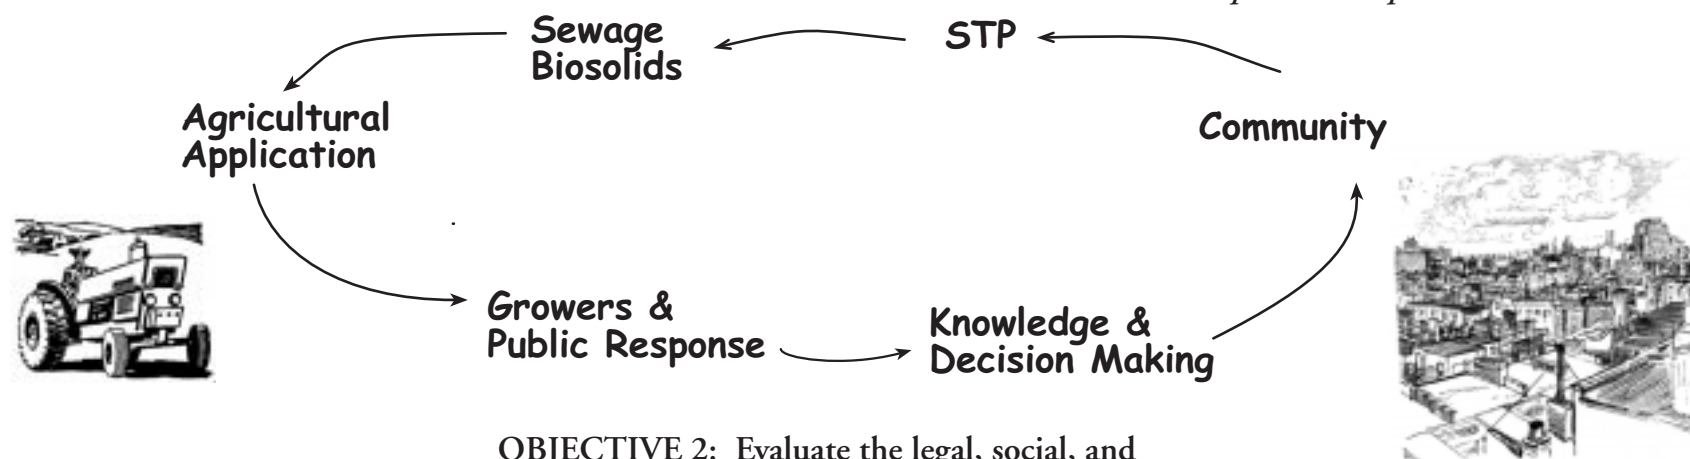 Sewage
Biosolids
STP
Agricultural
Application
Community
Growers &
Public Response
Knowledge &
Decision Making
OBJECTIVE 2: Evaluate the legal, social, and